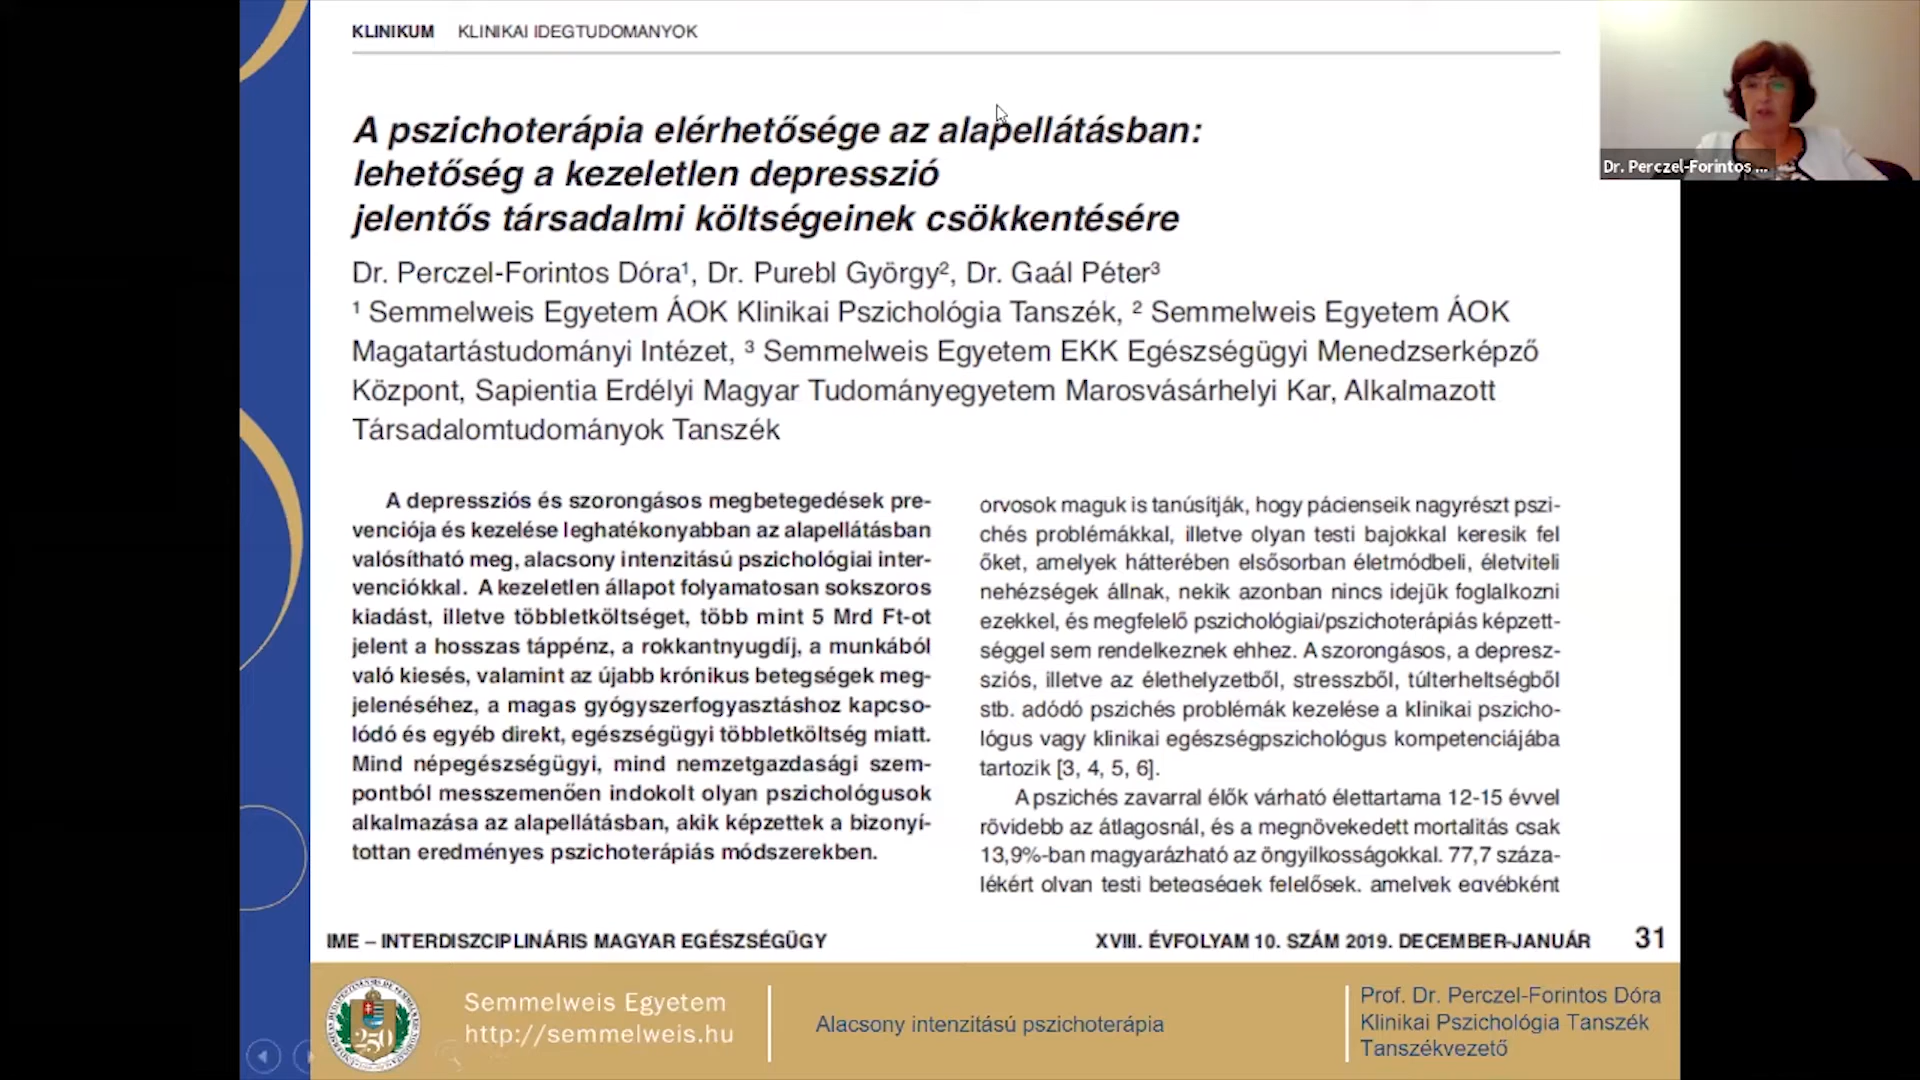 KLINIKUM KLINIKAI IDEGTUDOMÁNYOK
A pszichoterápia elérhetősége az alapellátásban:
lehetőség a kezeletlen depresszió
jelentős társadalmi költségeinek csökkentésére
Dr. Perczel-Forintos Dóra¹, Dr. Purebl György², Dr. Gaál Péter³
¹ Semmelweis Egyetem ÁOK Klinikai Pszichológia Tanszék, ² Semmelweis Egyetem ÁOK
Magatartástudományi Intézet, ³ Semmelweis Egyetem EKK Egészségügyi Menedzserképző
Központ, Sapientia Erdélyi Magyar Tudományegyetem Marosvásárhelyi Kar, Alkalmazott
Társadalomtudományok Tanszék
A depressziós és szorongásos megbetegedések pre-
venciója és kezelése leghatékonyabban az alapellátásban
valósítható meg, alacsony intenzitású pszichológiai inter-
venciókkal. A kezeletlen állapot folyamatosan sokszoros
kiadást, illetve többletköltséget, több mint 5 Mrd Ft-ot
jelent a hosszas táppénz, a rokkantnyugdíj, a munkából
való kiesés, valamint az újabb krónikus betegségek meg-
jelenéséhez, a magas gyógyszerfogyasztáshoz kapcso-
lódó és egyéb direkt, egészségügyi többletköltség miatt.
Mind népegészségügyi, mind nemzetgazdasági szem-
pontból messzemenően indokolt olyan pszichológusok
alkalmazása az alapellátásban, akik képzettek a bizonyí-
tottan eredményes pszichoterápiás módszerekben.
orvosok maguk is tanúsítják, hogy pácienseik nagyrészt pszi-
chés problémákkal, illetve olyan testi bajokkal keresik fel
őket, amelyek hátterében elsősorban életmódbeli, életviteli
nehézségek állnak, nekik azonban nincs idejük foglalkozni
ezekkel, és megfelelő pszichológiai/pszichoterápiás képzett-
séggel sem rendelkeznek ehhez. A szorongásos, a depresz-
sziós, illetve az élethelyzetből, stresszből, túlterheltségből
stb. adódó pszichés problémák kezelése a klinikai pszicho-
lógus vagy klinikai egészségpszichológus kompetenciájába
tartozik [3, 4, 5, 6].
A pszichés zavarral élők várható élettartama 12-15 évvel
rövidebb az átlagosnál, és a megnövekedett mortalitás csak
13,9%-ban magyarázható az öngyilkosságokkal. 77,7 száza-
lékért olyan testi betegségek felelősek, amelyek egyébként
IME – INTERDISZCIPLINÁRIS MAGYAR EGÉSZSÉGÜGY
XVIII. ÉVFOLYAM 10. SZÁM 2019. DECEMBER-JANUÁR 31
Semmelweis Egyetem
http://semmelweis.hu
250
Alacsony intenzitású pszichoterápia
Prof. Dr. Perczel-Forintos Dóra
Klinikai Pszichológia Tanszék
Tanszékvezető
Dr. Perczel-Forintos ...